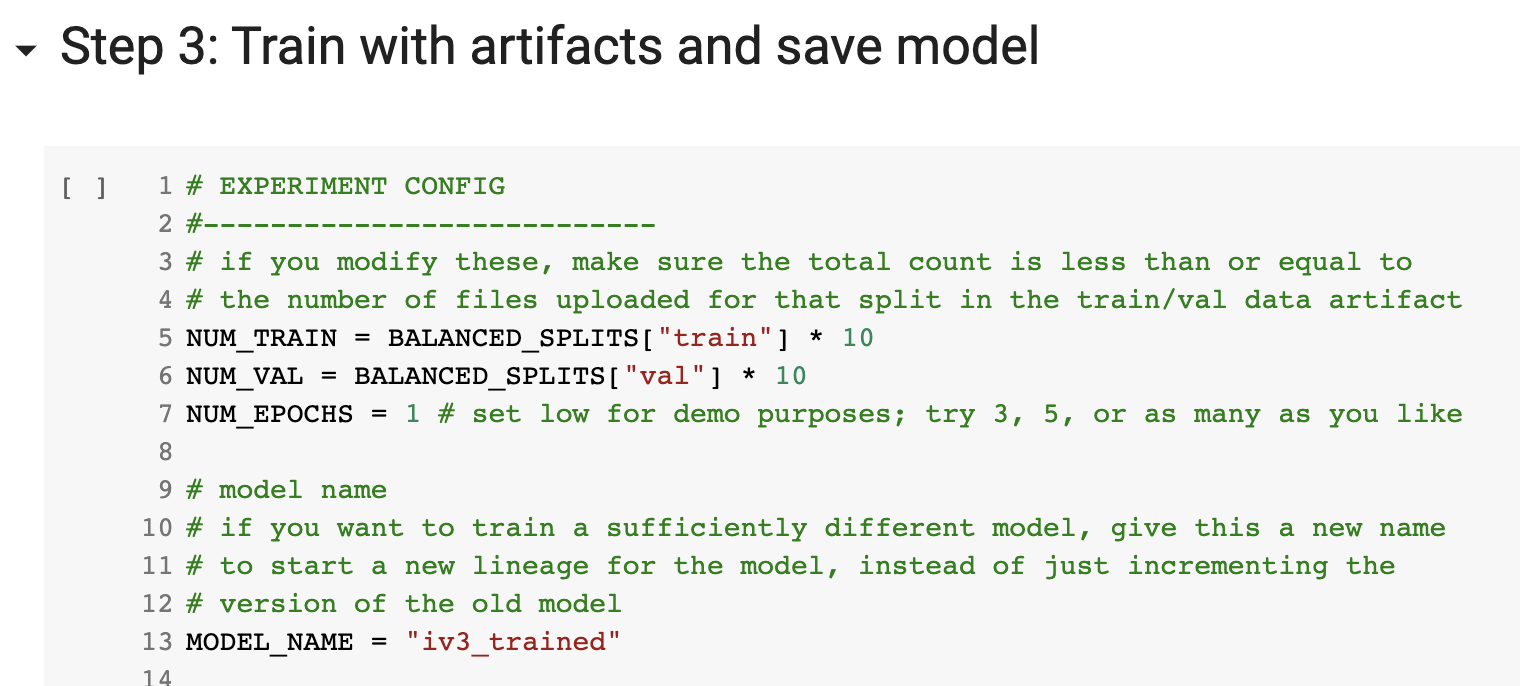 Step 3: Train with artifacts and save model
[ ] 1 # EXPERIMENT CONFIG
2 #---------------------------
3 # if you modify these, make sure the total count is less than or equal to
4 # the number of files uploaded for that split in the train/val data artifact
5 NUM_TRAIN = BALANCED_SPLITS["train"] * 10
6 NUM_VAL = BALANCED_SPLITS["val"] * 10
7 NUM_EPOCHS = 1 # set low for demo purposes; try 3, 5, or as many as you like
8
9 # model name
10 # if you want to train a sufficiently different model, give this a new name
11 # to start a new lineage for the model, instead of just incrementing the
12 # version of the old model
13 MODEL_NAME = "iv3_trained"
14